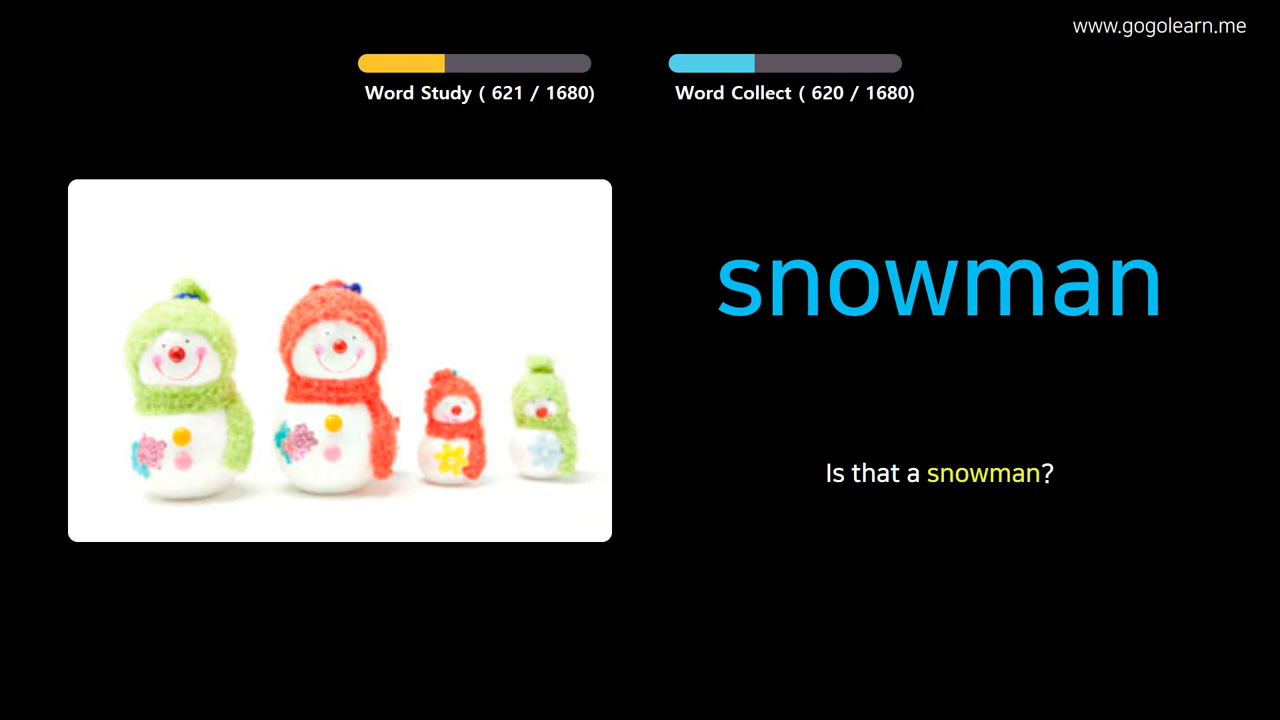 www.gogolearn.me
Word Study ( 621 / 1680)
Word Collect ( 620 / 1680)
snowman
Is that a snowman?